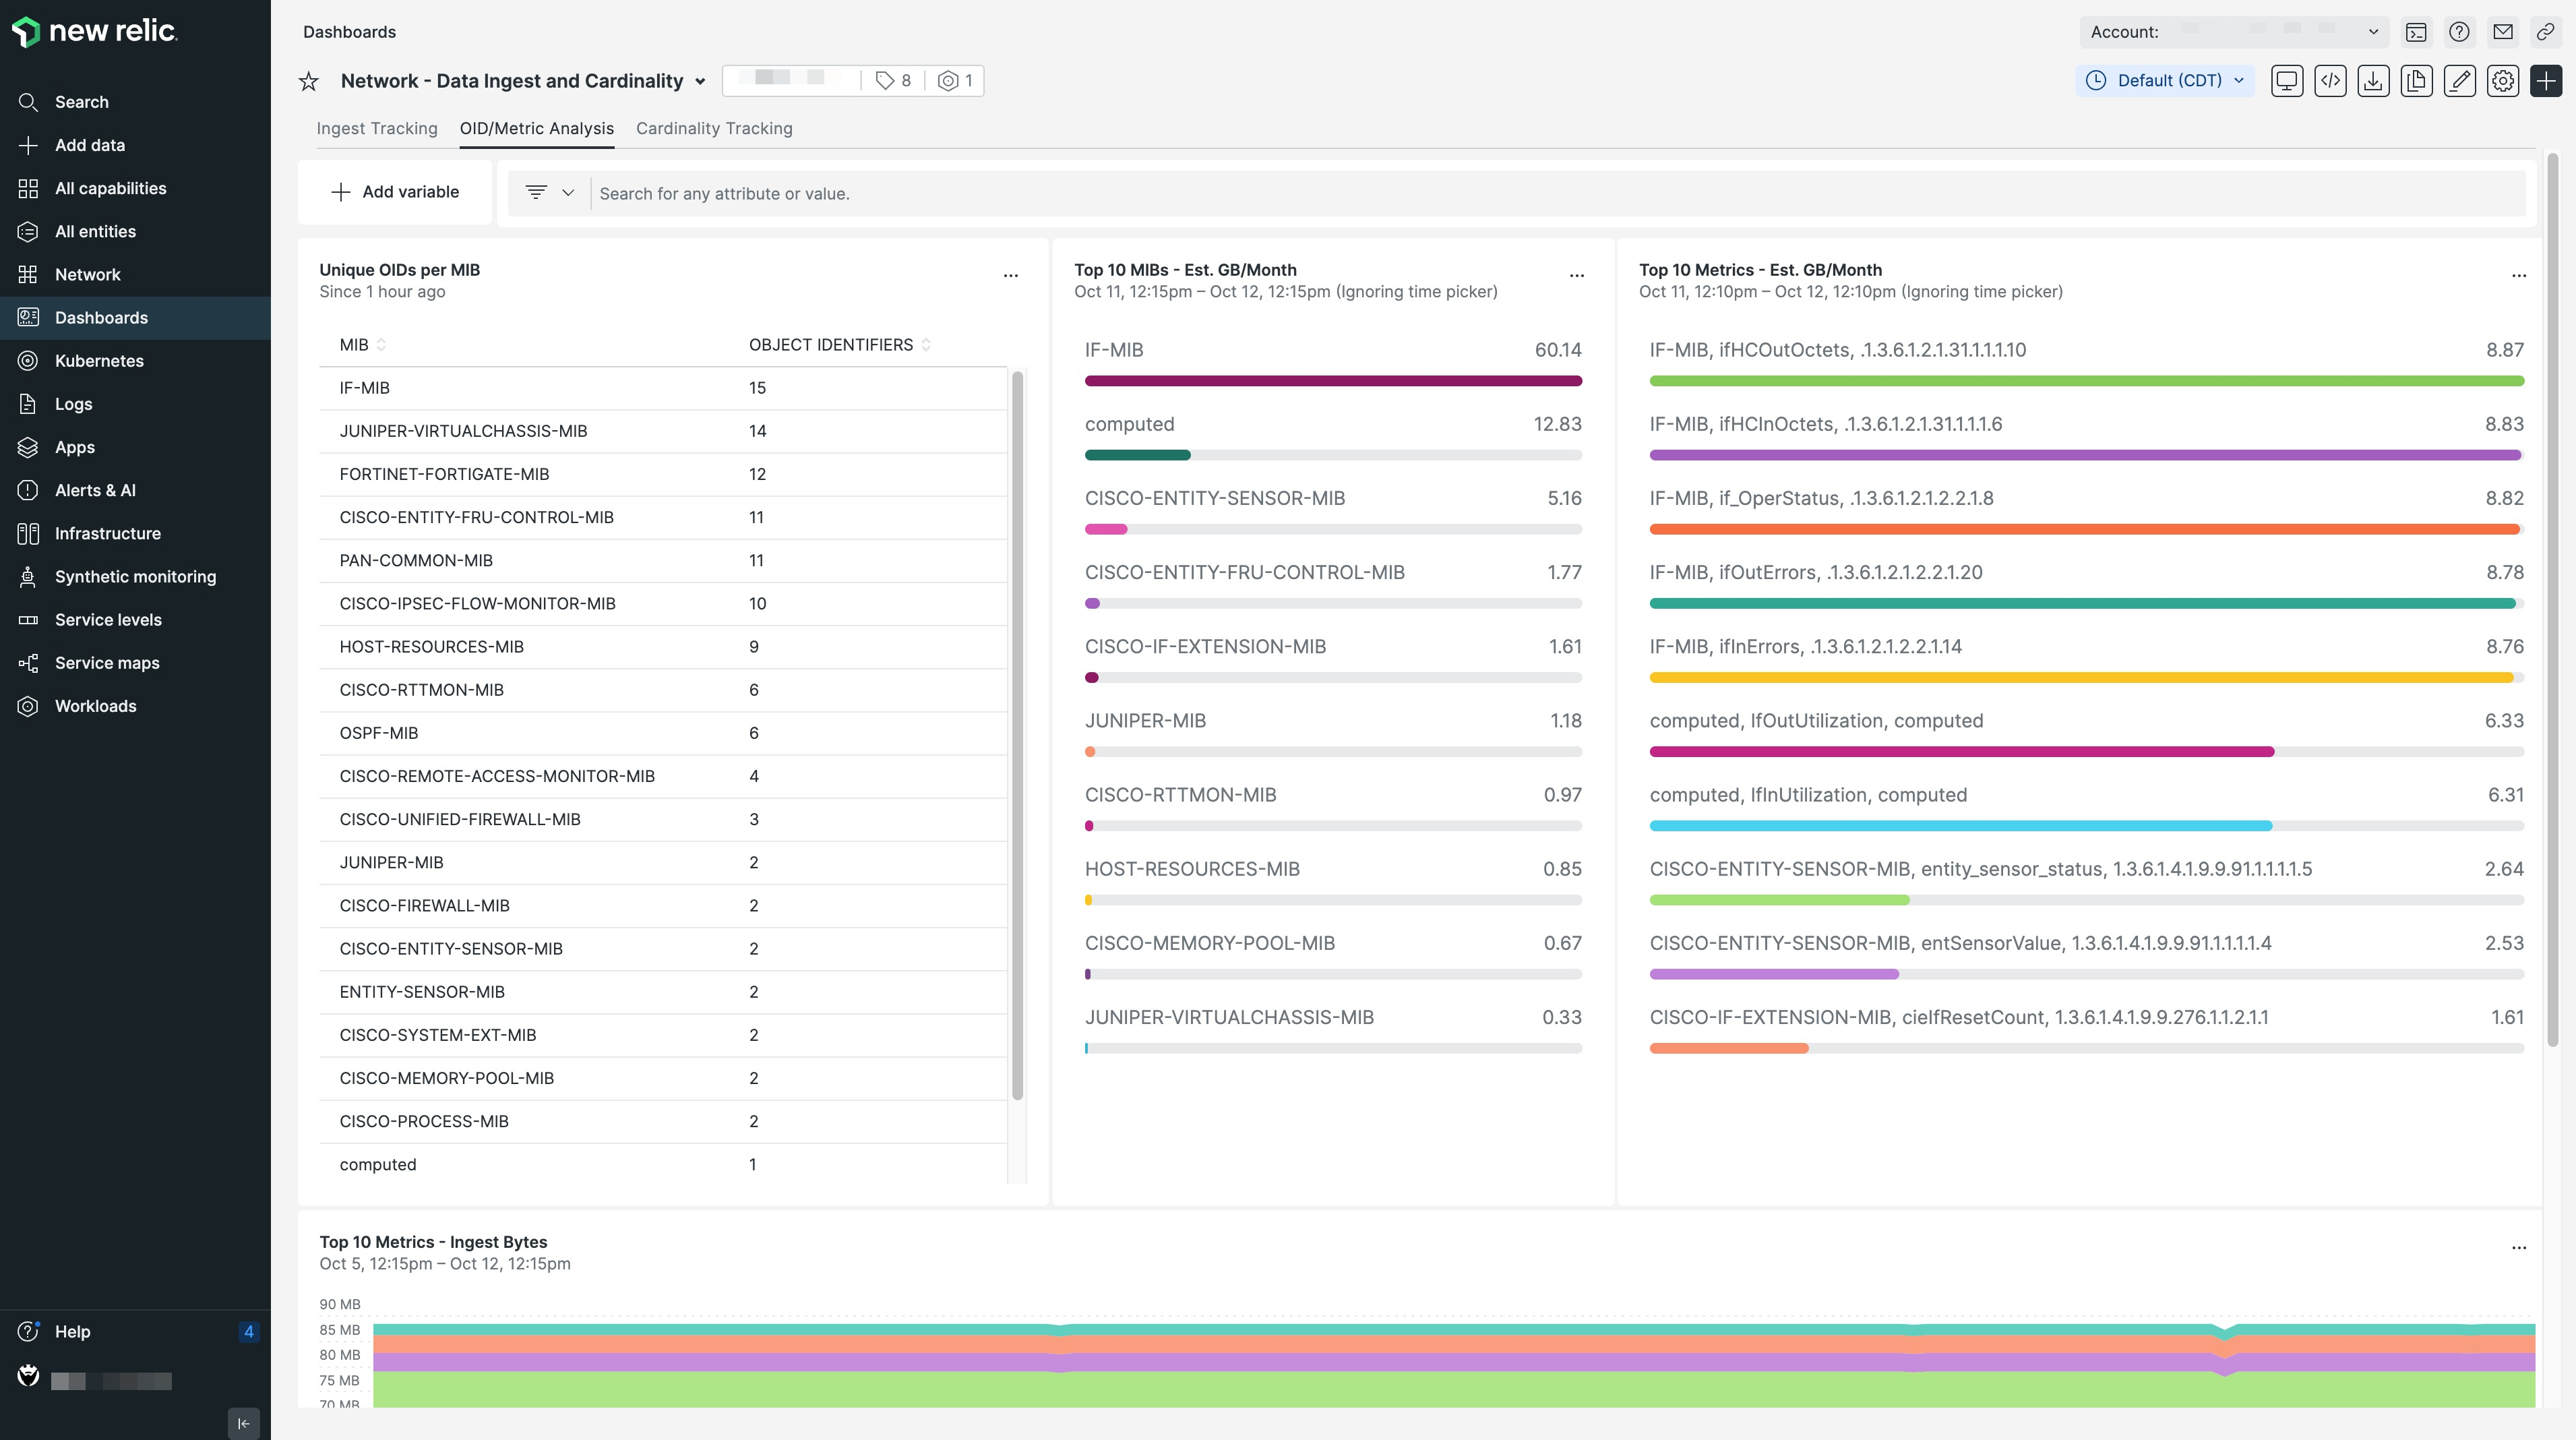 new relic.
Search
Add data
All capabilities
All entities
Network
Dashboards
Kubernetes
Logs
Apps
Alerts & AI
Infrastructure
Synthetic monitoring
Service levels
Service maps
Workloads
Help 4
Dashboards
Account:
Network - Data Ingest and Cardinality 8 1
Default (CDT)
Ingest Tracking OID/Metric Analysis Cardinality Tracking
Add variable
Search for any attribute or value.
Unique OIDs per MIB
Since 1 hour ago
MIB OBJECT IDENTIFIERS
IF-MIB 15
JUNIPER-VIRTUALCHASSIS-MIB 14
FORTINET-FORTIGATE-MIB 12
CISCO-ENTITY-FRU-CONTROL-MIB 11
PAN-COMMON-MIB 11
CISCO-IPSEC-FLOW-MONITOR-MIB 10
HOST-RESOURCES-MIB 9
CISCO-RTTMON-MIB 6
OSPF-MIB 6
CISCO-REMOTE-ACCESS-MONITOR-MIB 4
CISCO-UNIFIED-FIREWALL-MIB 3
JUNIPER-MIB 2
CISCO-FIREWALL-MIB 2
CISCO-ENTITY-SENSOR-MIB 2
ENTITY-SENSOR-MIB 2
CISCO-SYSTEM-EXT-MIB 2
CISCO-MEMORY-POOL-MIB 2
CISCO-PROCESS-MIB 2
computed 1
Top 10 MIBs - Est. GB/Month
Oct 11, 12:15pm – Oct 12, 12:15pm (Ignoring time picker)
IF-MIB 60.14
computed 12.83
CISCO-ENTITY-SENSOR-MIB 5.16
CISCO-ENTITY-FRU-CONTROL-MIB 1.77
CISCO-IF-EXTENSION-MIB 1.61
JUNIPER-MIB 1.18
CISCO-RTTMON-MIB 0.97
HOST-RESOURCES-MIB 0.85
CISCO-MEMORY-POOL-MIB 0.67
JUNIPER-VIRTUALCHASSIS-MIB 0.33
Top 10 Metrics - Est. GB/Month
Oct 11, 12:10pm – Oct 12, 12:10pm (Ignoring time picker)
IF-MIB, ifHCOutOctets, .1.3.6.1.2.1.31.1.1.1.10 8.87
IF-MIB, ifHCInOctets, .1.3.6.1.2.1.31.1.1.1.6 8.83
IF-MIB, if_OperStatus, .1.3.6.1.2.1.2.2.1.8 8.82
IF-MIB, ifOutErrors, .1.3.6.1.2.1.2.2.1.20 8.78
IF-MIB, ifInErrors, .1.3.6.1.2.1.2.2.1.14 8.76
computed, IfOutUtilization, computed 6.33
computed, IfInUtilization, computed 6.31
CISCO-ENTITY-SENSOR-MIB, entity_sensor_status, 1.3.6.1.4.1.9.9.91.1.1.1.1.5 2.64
CISCO-ENTITY-SENSOR-MIB, entSensorValue, 1.3.6.1.4.1.9.9.91.1.1.1.1.4 2.53
CISCO-IF-EXTENSION-MIB, cieIfResetCount, 1.3.6.1.4.1.9.9.276.1.1.2.1.1 1.61
Top 10 Metrics - Ingest Bytes
Oct 5, 12:15pm – Oct 12, 12:15pm
90 MB
85 MB
80 MB
75 MB
70 MB